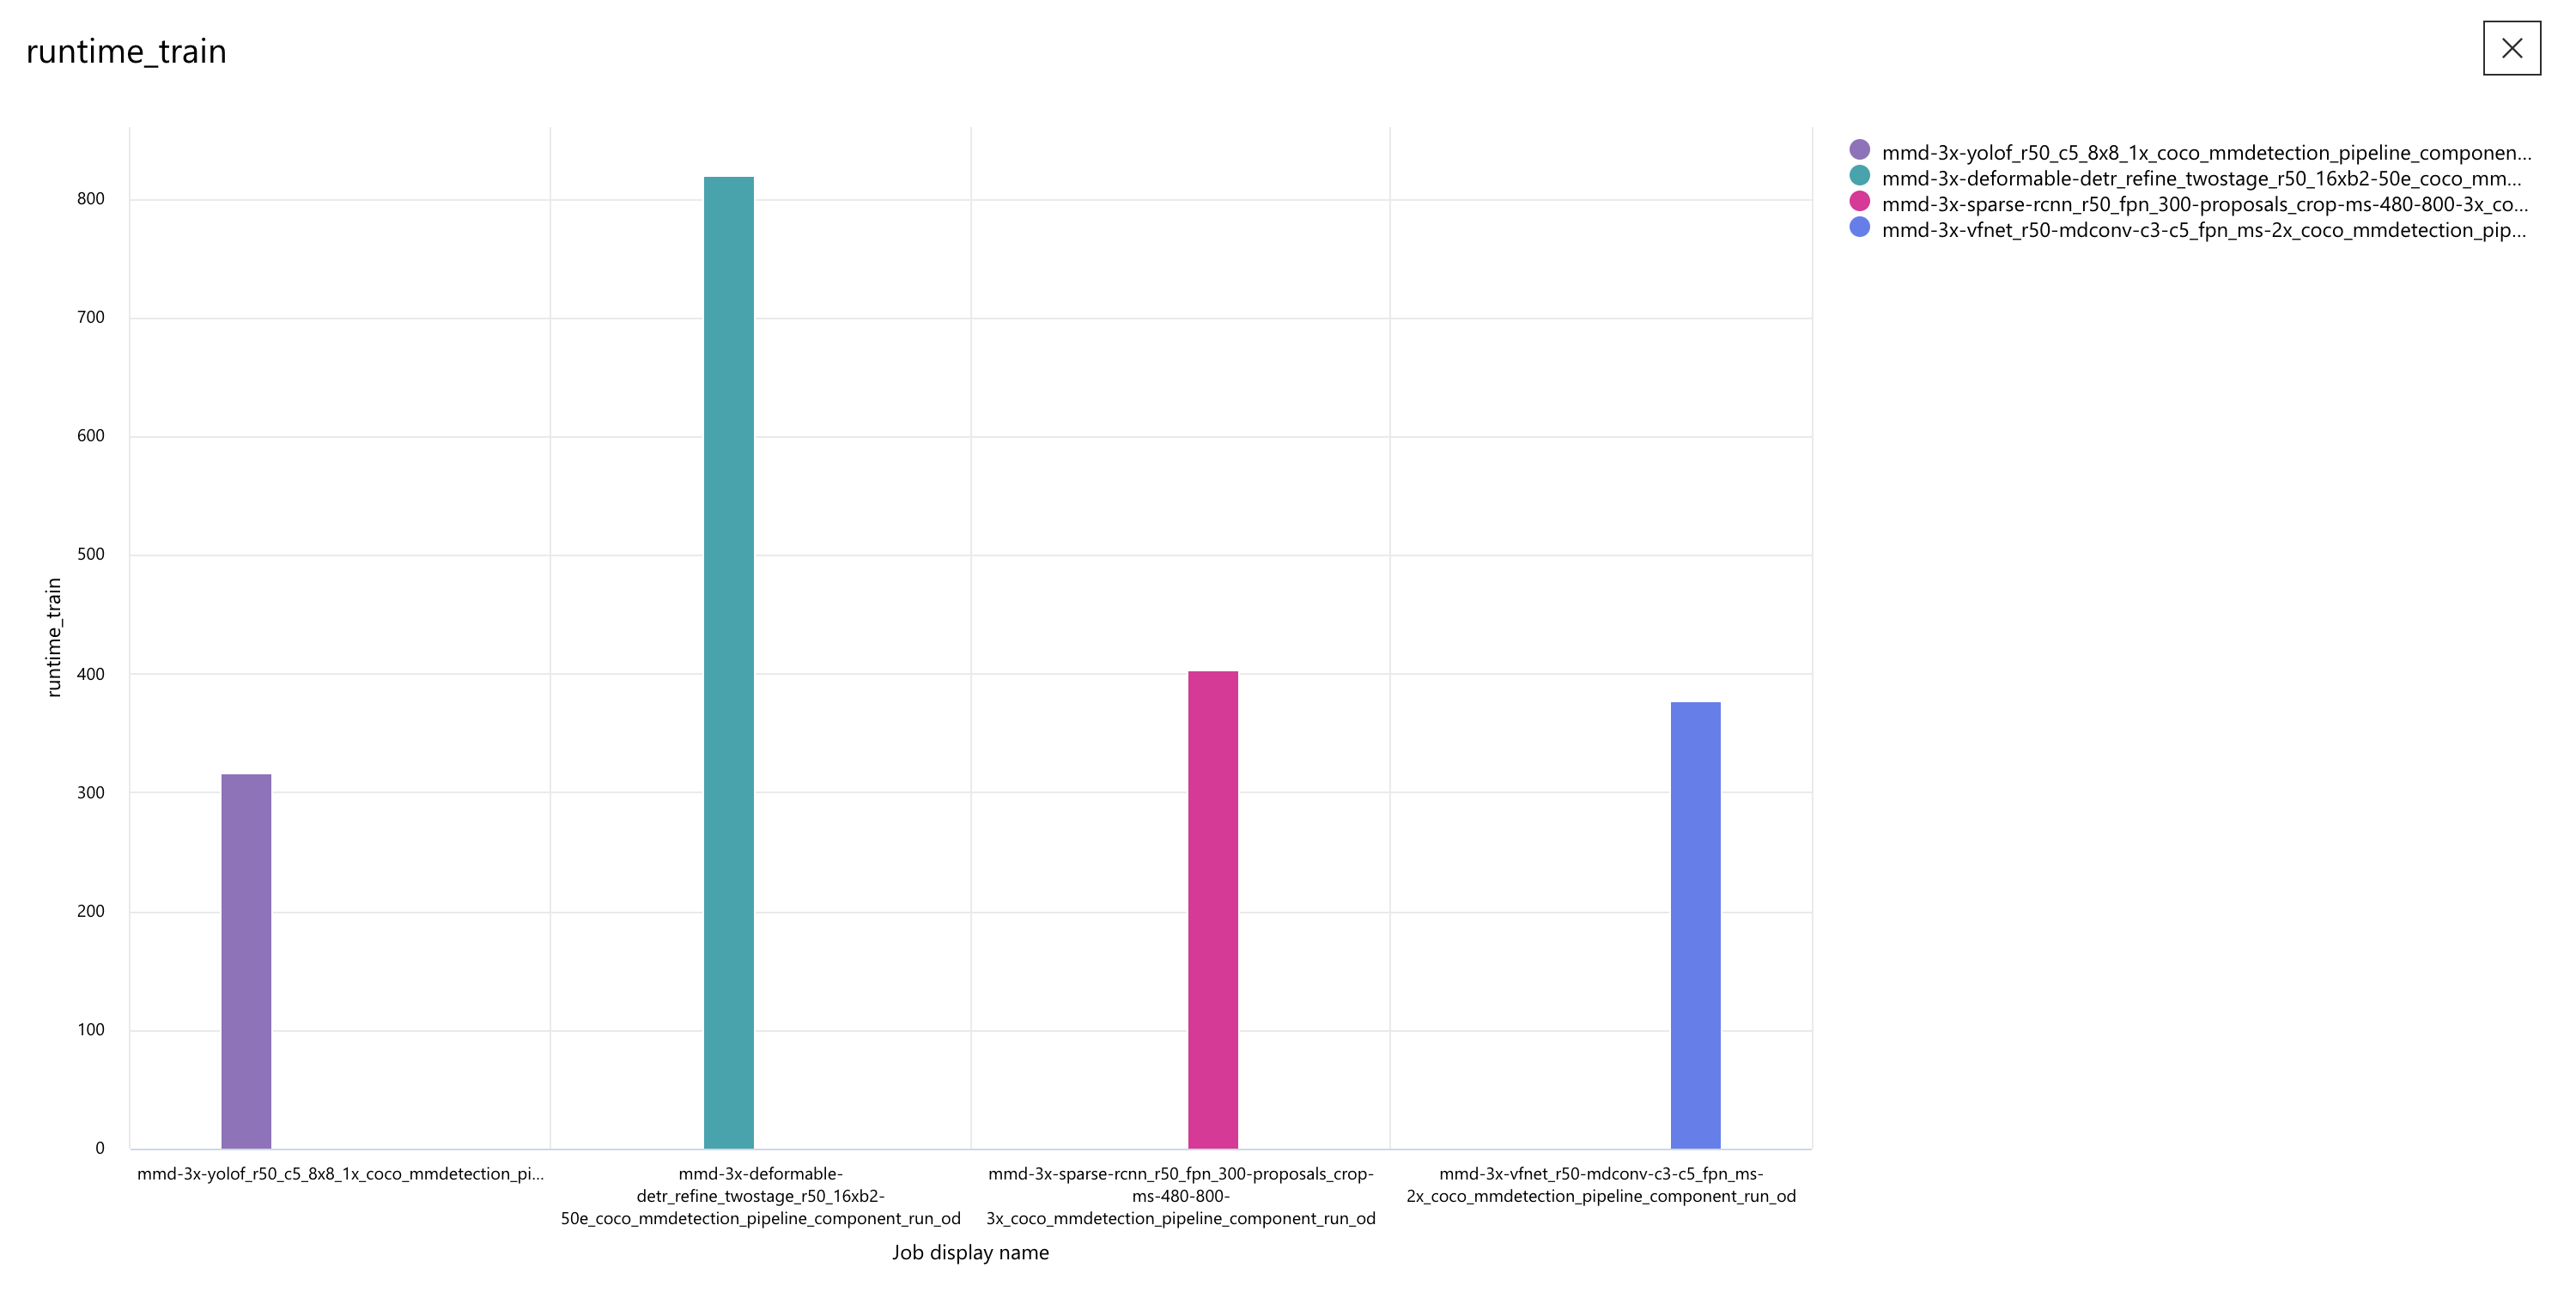 runtime_train
mmd-3x-yolof_r50_c5_8x8_1x_coco_mmdetection_pipeline_componen...
mmd-3x-deformable-detr_refine_twostage_r50_16xb2-50e_coco_mm...
mmd-3x-sparse-rcnn_r50_fpn_300-proposals_crop-ms-480-800-3x_co...
mmd-3x-vfnet_r50-mdconv-c3-c5_fpn_ms-2x_coco_mmdetection_pip...
800
700
600
500
400
300
200
100
0
runtime_train
mmd-3x-yolof_r50_c5_8x8_1x_coco_mmdetection_pi...
mmd-3x-deformable-
detr_refine_twostage_r50_16xb2-
50e_coco_mmdetection_pipeline_component_run_od
mmd-3x-sparse-rcnn_r50_fpn_300-proposals_crop-
ms-480-800-
3x_coco_mmdetection_pipeline_component_run_od
mmd-3x-vfnet_r50-mdconv-c3-c5_fpn_ms-
2x_coco_mmdetection_pipeline_component_run_od
Job display name